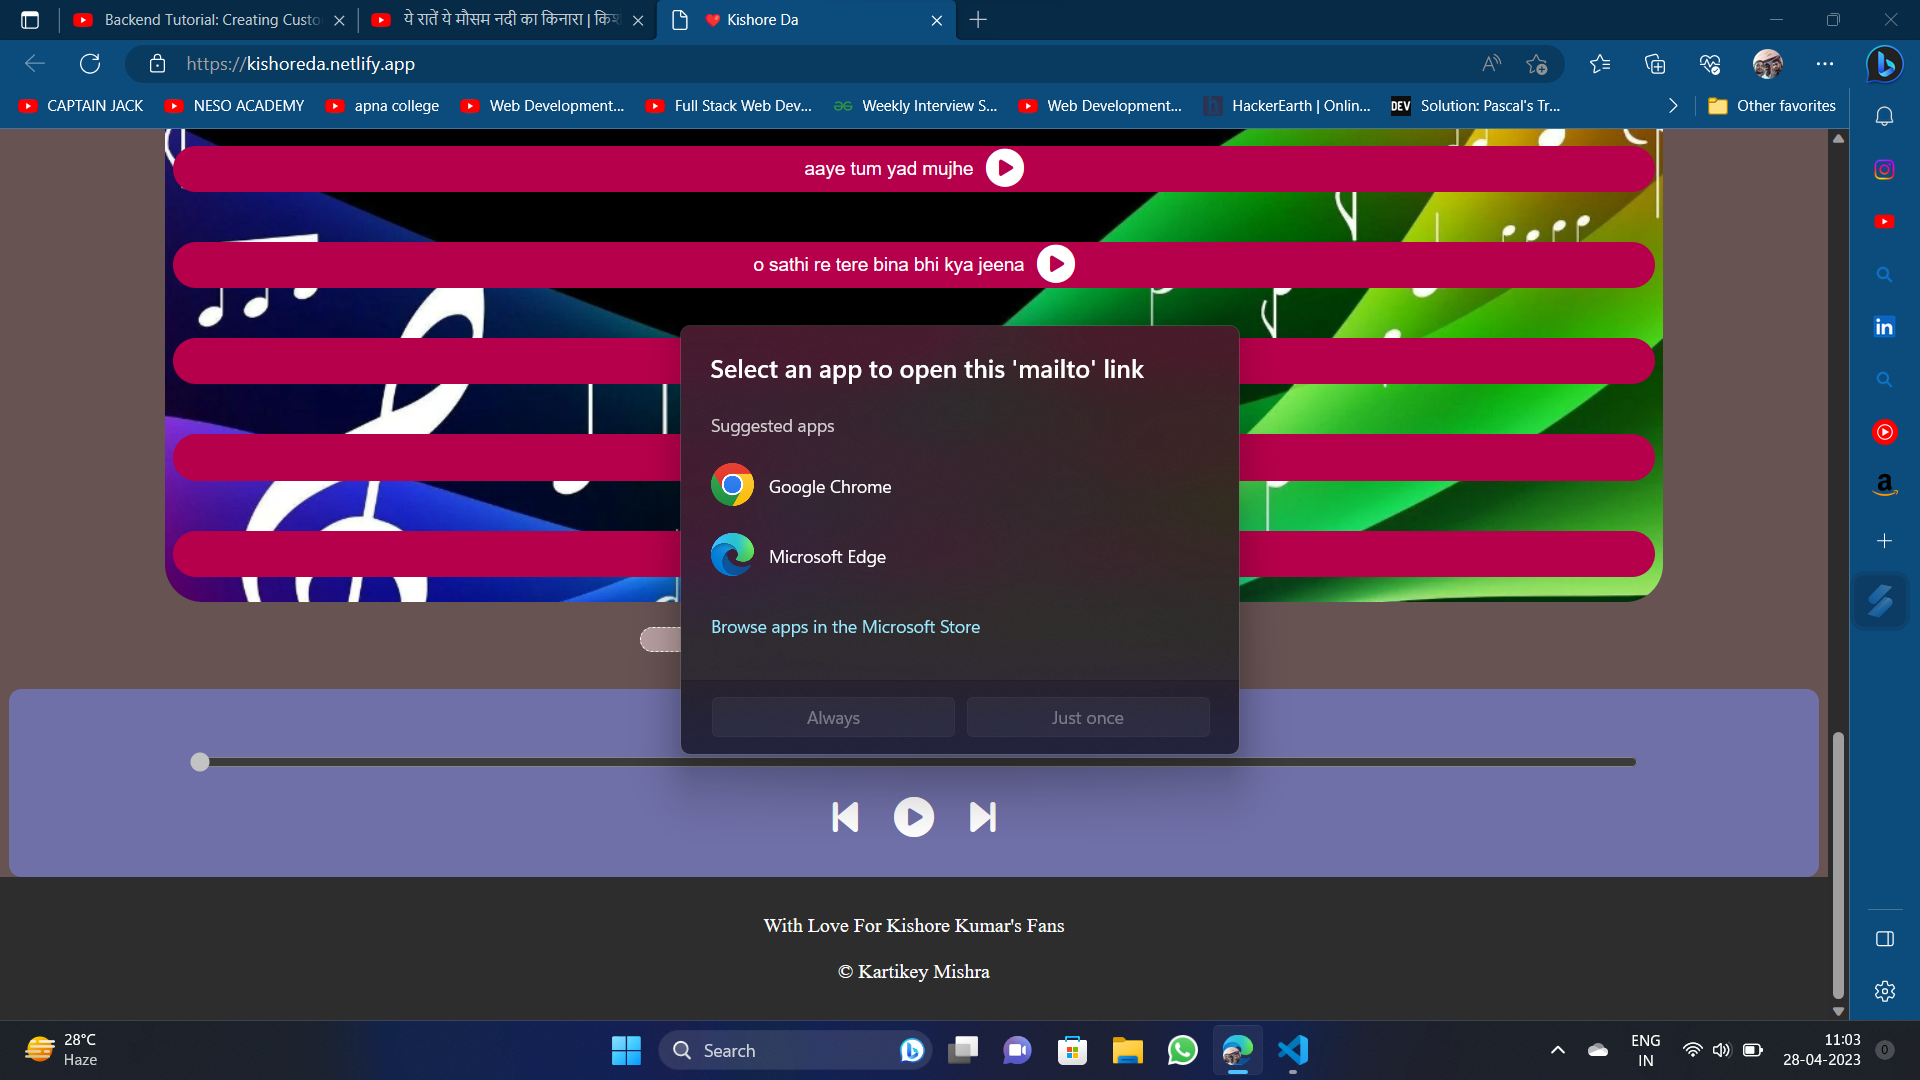 Backend Tutorial: Creating Custo
ये रातें ये मौसम नदी का किनारा | किश
Kishore Da
https://kishoreda.netlify.app
CAPTAIN JACK
NESO ACADEMY
apna college
Web Development...
Full Stack Web Dev...
Weekly Interview S...
Web Development...
HackerEarth | Onlin...
DEV
Solution: Pascal's Tr...
Other favorites
aaye tum yad mujhe
o sathi re tere bina bhi kya jeena
Select an app to open this 'mailto' link
Suggested apps
Google Chrome
Microsoft Edge
Browse apps in the Microsoft Store
Always
Just once
With Love For Kishore Kumar's Fans
© Kartikey Mishra
28°C
Haze
Search
ENG
IN
11:03
28-04-2023
0